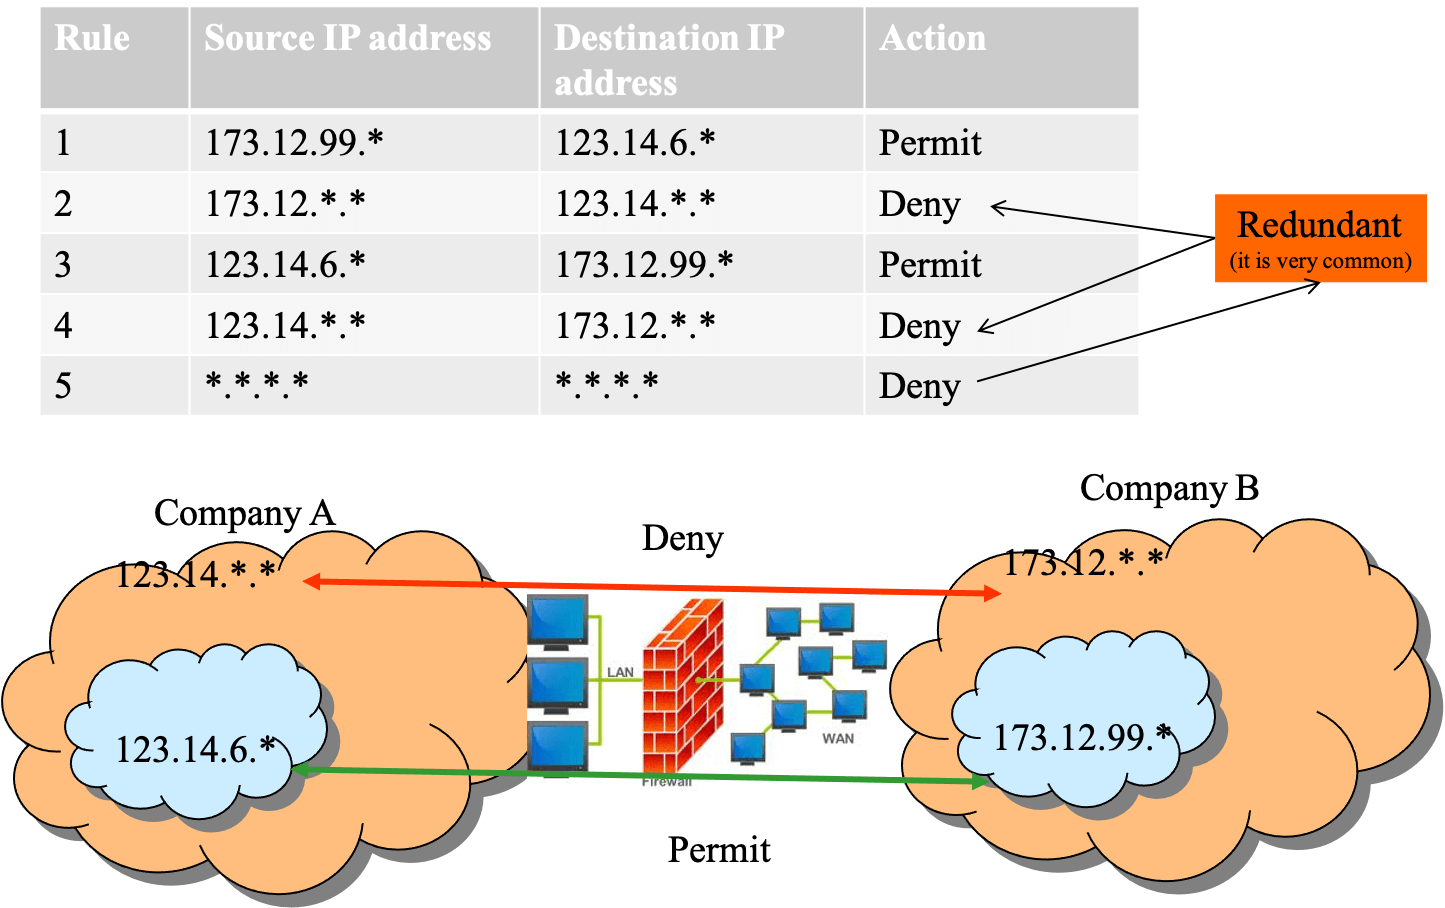 Rule Source IP address Destination IP address Action
1 173.12.99.* 123.14.6.* Permit
2 173.12.*.* 123.14.*.* Deny
3 123.14.6.* 173.12.99.* Permit
4 123.14.*.* 173.12.*.* Deny
5 *.*.*.* *.*.*.* Deny
Redundant
(it is very common)
Company A
Company B
Deny
123.14.*.*
173.12.*.*
LAN
WAN
123.14.6.*
173.12.99.*
Firewall
Permit